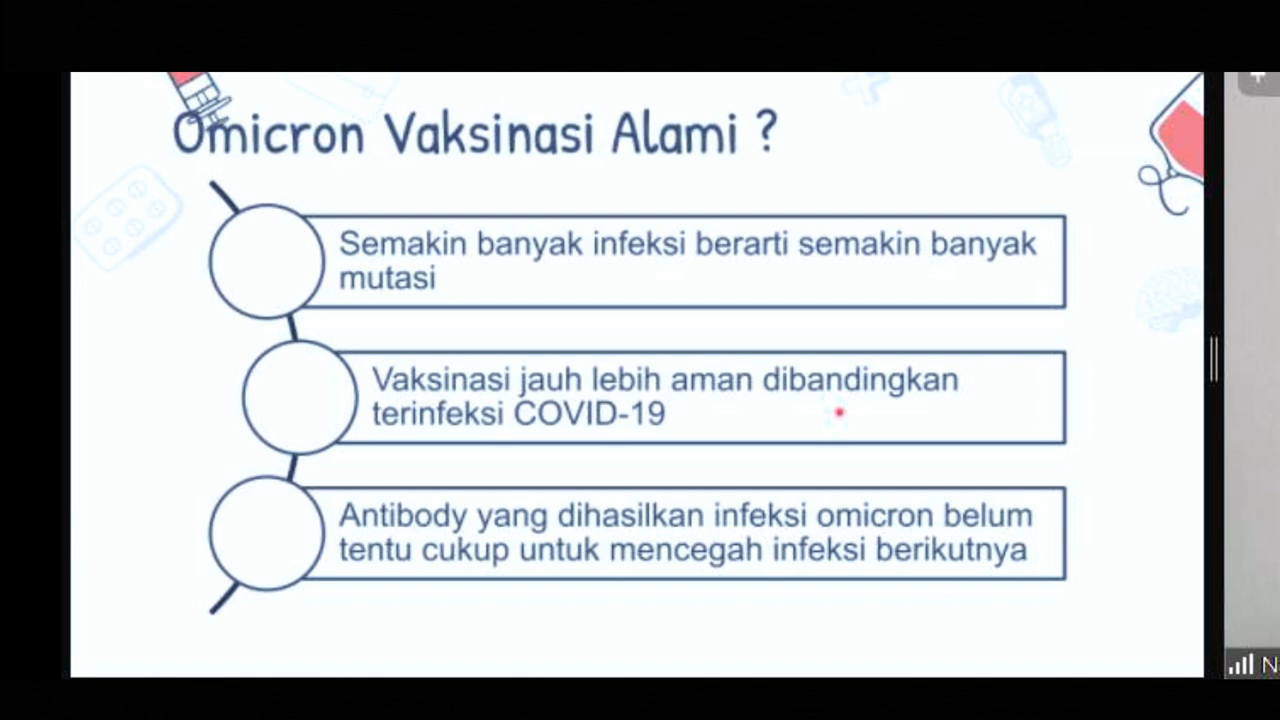 Omicron Vaksinasi Alami ?
Semakin banyak infeksi berarti semakin banyak
mutasi
Vaksinasi jauh lebih aman dibandingkan
terinfeksi COVID-19
Antibody yang dihasilkan infeksi omicron belum
tentu cukup untuk mencegah infeksi berikutnya